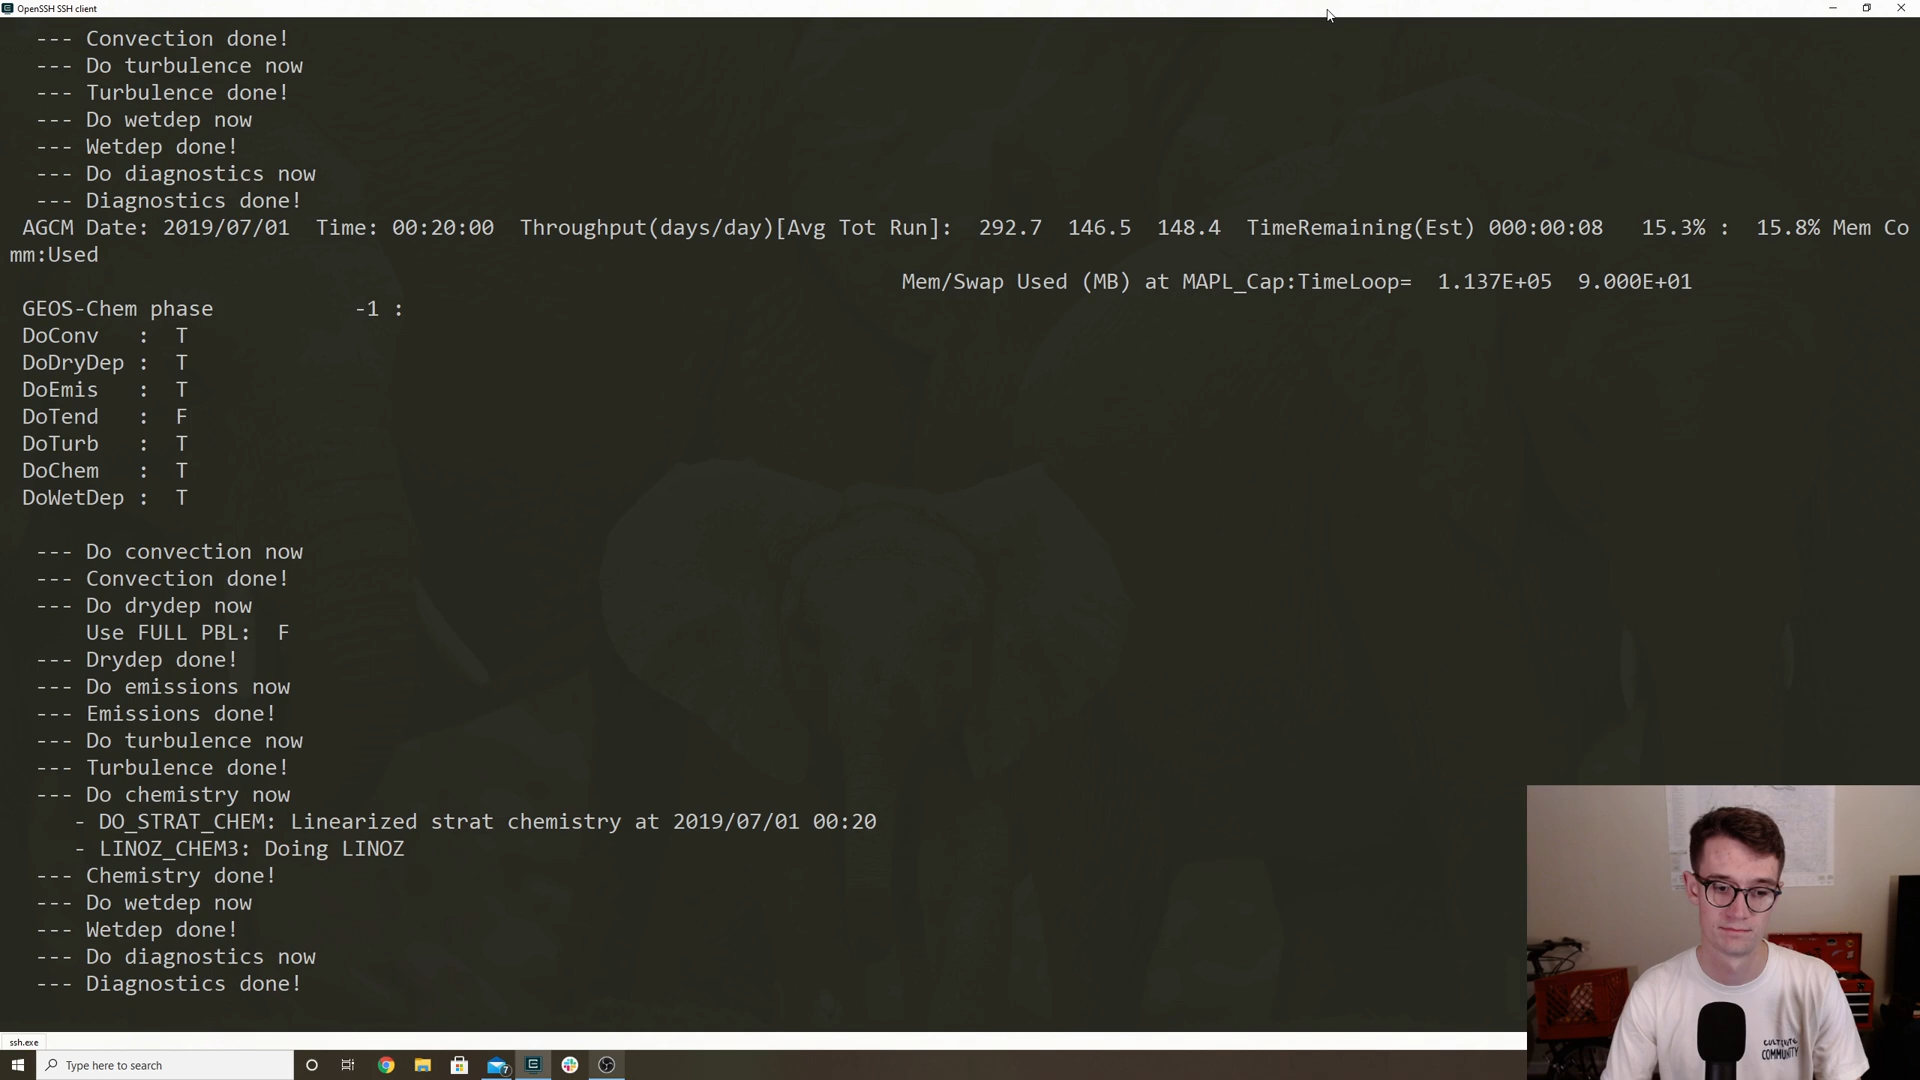 OpenSSH SSH client
--- Convection done!
--- Do turbulence now
--- Turbulence done!
--- Do wetdep now
--- Wetdep done!
--- Do diagnostics now
--- Diagnostics done!
AGCM Date: 2019/07/01  Time: 00:20:00  Throughput(days/day)[Avg Tot Run]:  292.7  146.5  148.4  TimeRemaining(Est) 000:00:08   15.3% :  15.8% Mem Co
mm:Used
Mem/Swap Used (MB) at MAPL_Cap:TimeLoop=  1.137E+05  9.000E+01
GEOS-Chem phase           -1 :
DoConv   :  T
DoDryDep :  T
DoEmis   :  T
DoTend   :  F
DoTurb   :  T
DoChem   :  T
DoWetDep :  T
--- Do convection now
--- Convection done!
--- Do drydep now
Use FULL PBL:  F
--- Drydep done!
--- Do emissions now
--- Emissions done!
--- Do turbulence now
--- Turbulence done!
--- Do chemistry now
- DO_STRAT_CHEM: Linearized strat chemistry at 2019/07/01 00:20
- LINOZ_CHEM3: Doing LINOZ
--- Chemistry done!
--- Do wetdep now
--- Wetdep done!
--- Do diagnostics now
--- Diagnostics done!
COMMUNITY
ssh.exe
Type here to search
7